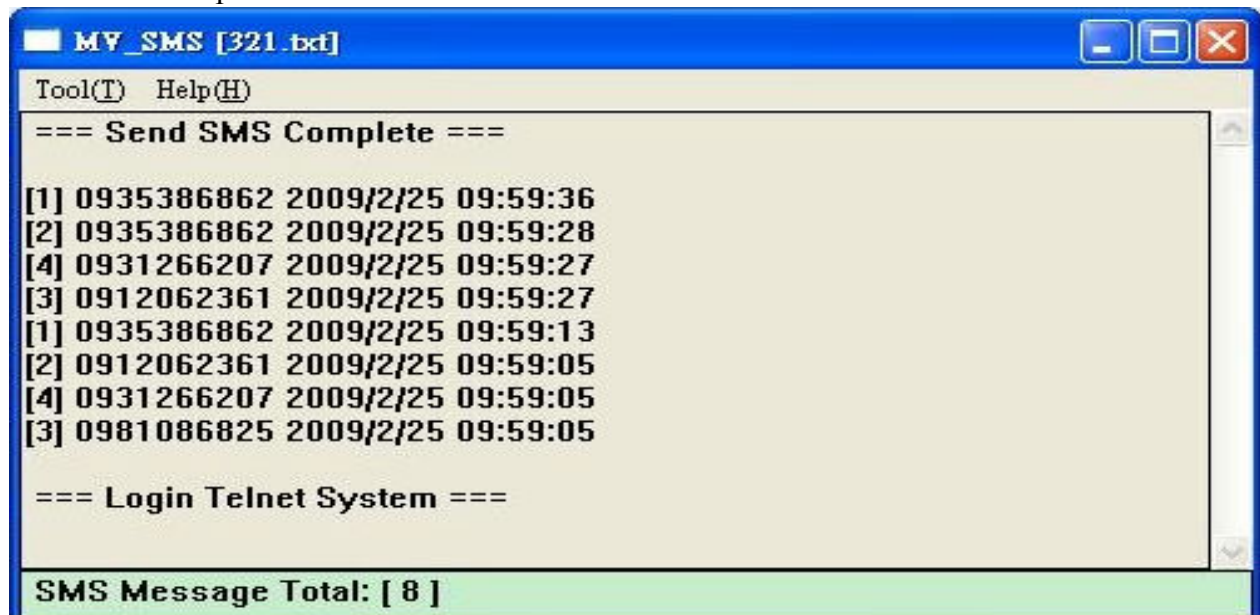 MV_SMS [321.txt]
Tool(T) Help(H)
=== Send SMS Complete ===
[1] 0935386862 2009/2/25 09:59:36
[2] 0935386862 2009/2/25 09:59:28
[4] 0931266207 2009/2/25 09:59:27
[3] 0912062361 2009/2/25 09:59:27
[1] 0935386862 2009/2/25 09:59:13
[2] 0912062361 2009/2/25 09:59:05
[4] 0931266207 2009/2/25 09:59:05
[3] 0981086825 2009/2/25 09:59:05
=== Login Telnet System ===
SMS Message Total: [ 8 ]